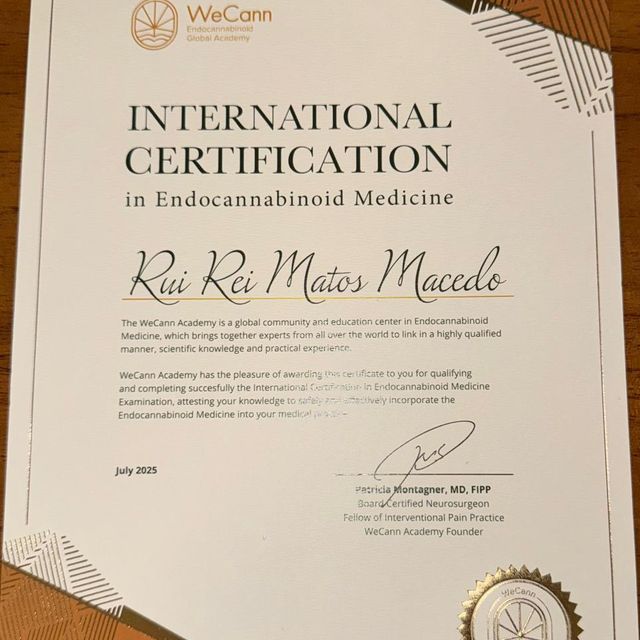 WeCann
Endocannabinoid
Global Academy
INTERNATIONAL
CERTIFICATION
in Endocannabinoid Medicine
Rui Rei Matos Macedo
The WeCann Academy is a global community and education center in Endocannabinoid
Medicine, which brings together experts from all over the world to link in a highly qualified
manner, scientific knowledge and practical experience.
WeCann Academy has the pleasure of awarding this certificate to you for qualifying
and completing succesfully the International Certification in Endocannabinoid Medicine
Examination, attesting your knowledge to safely and effectively incorporate the
Endocannabinoid Medicine into your medical
July 2025
Patricia Montagner, MD, FIPP
Board Certified Neurosurgeon
Fellow of Interventional Pain Practice
WeCann Academy Founder
WeCann